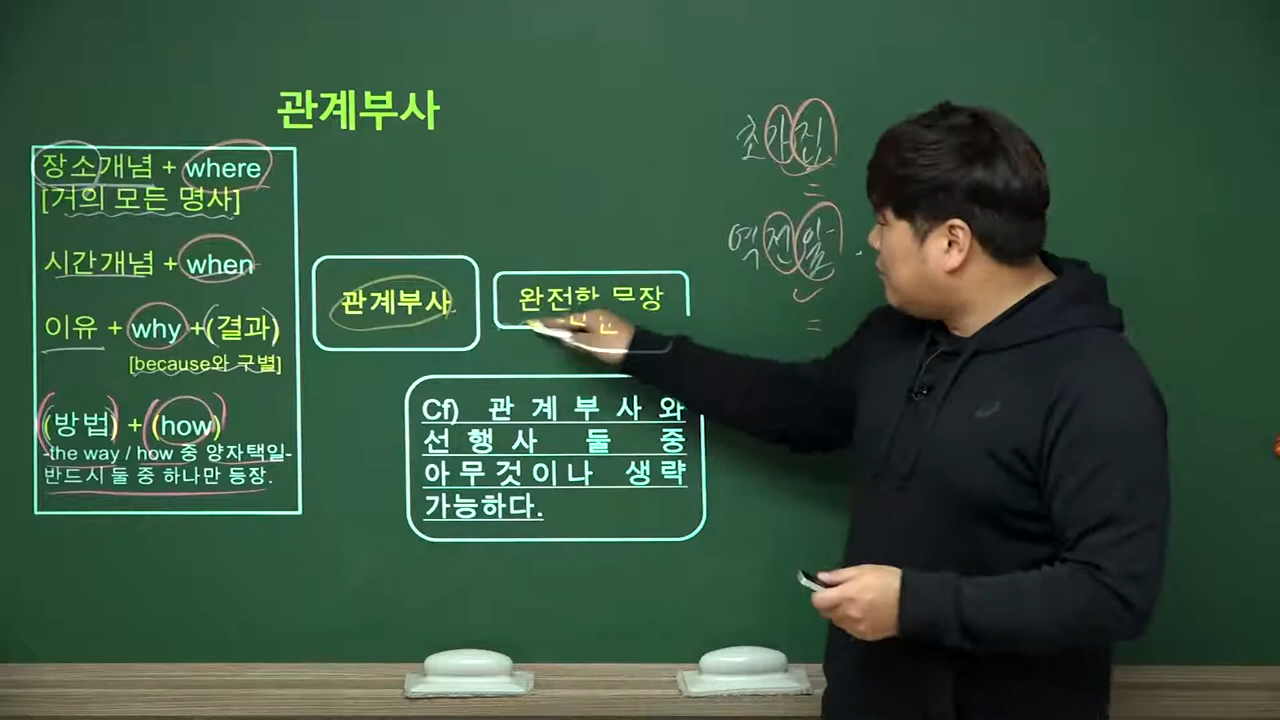 관계부사
장소개념 + where
[거의 모든 명사]
시간개념 + when
이유 + why +(결과)
[because와 구별]
(방법) + (how)
-the way / how 중 양자택일-
반드시 둘 중 하나만 등장.
관계부사
완전한 문장
Cf) 관계부사와
선행사 둘 중
아무것이나 생략
가능하다.
초가집
역전앞